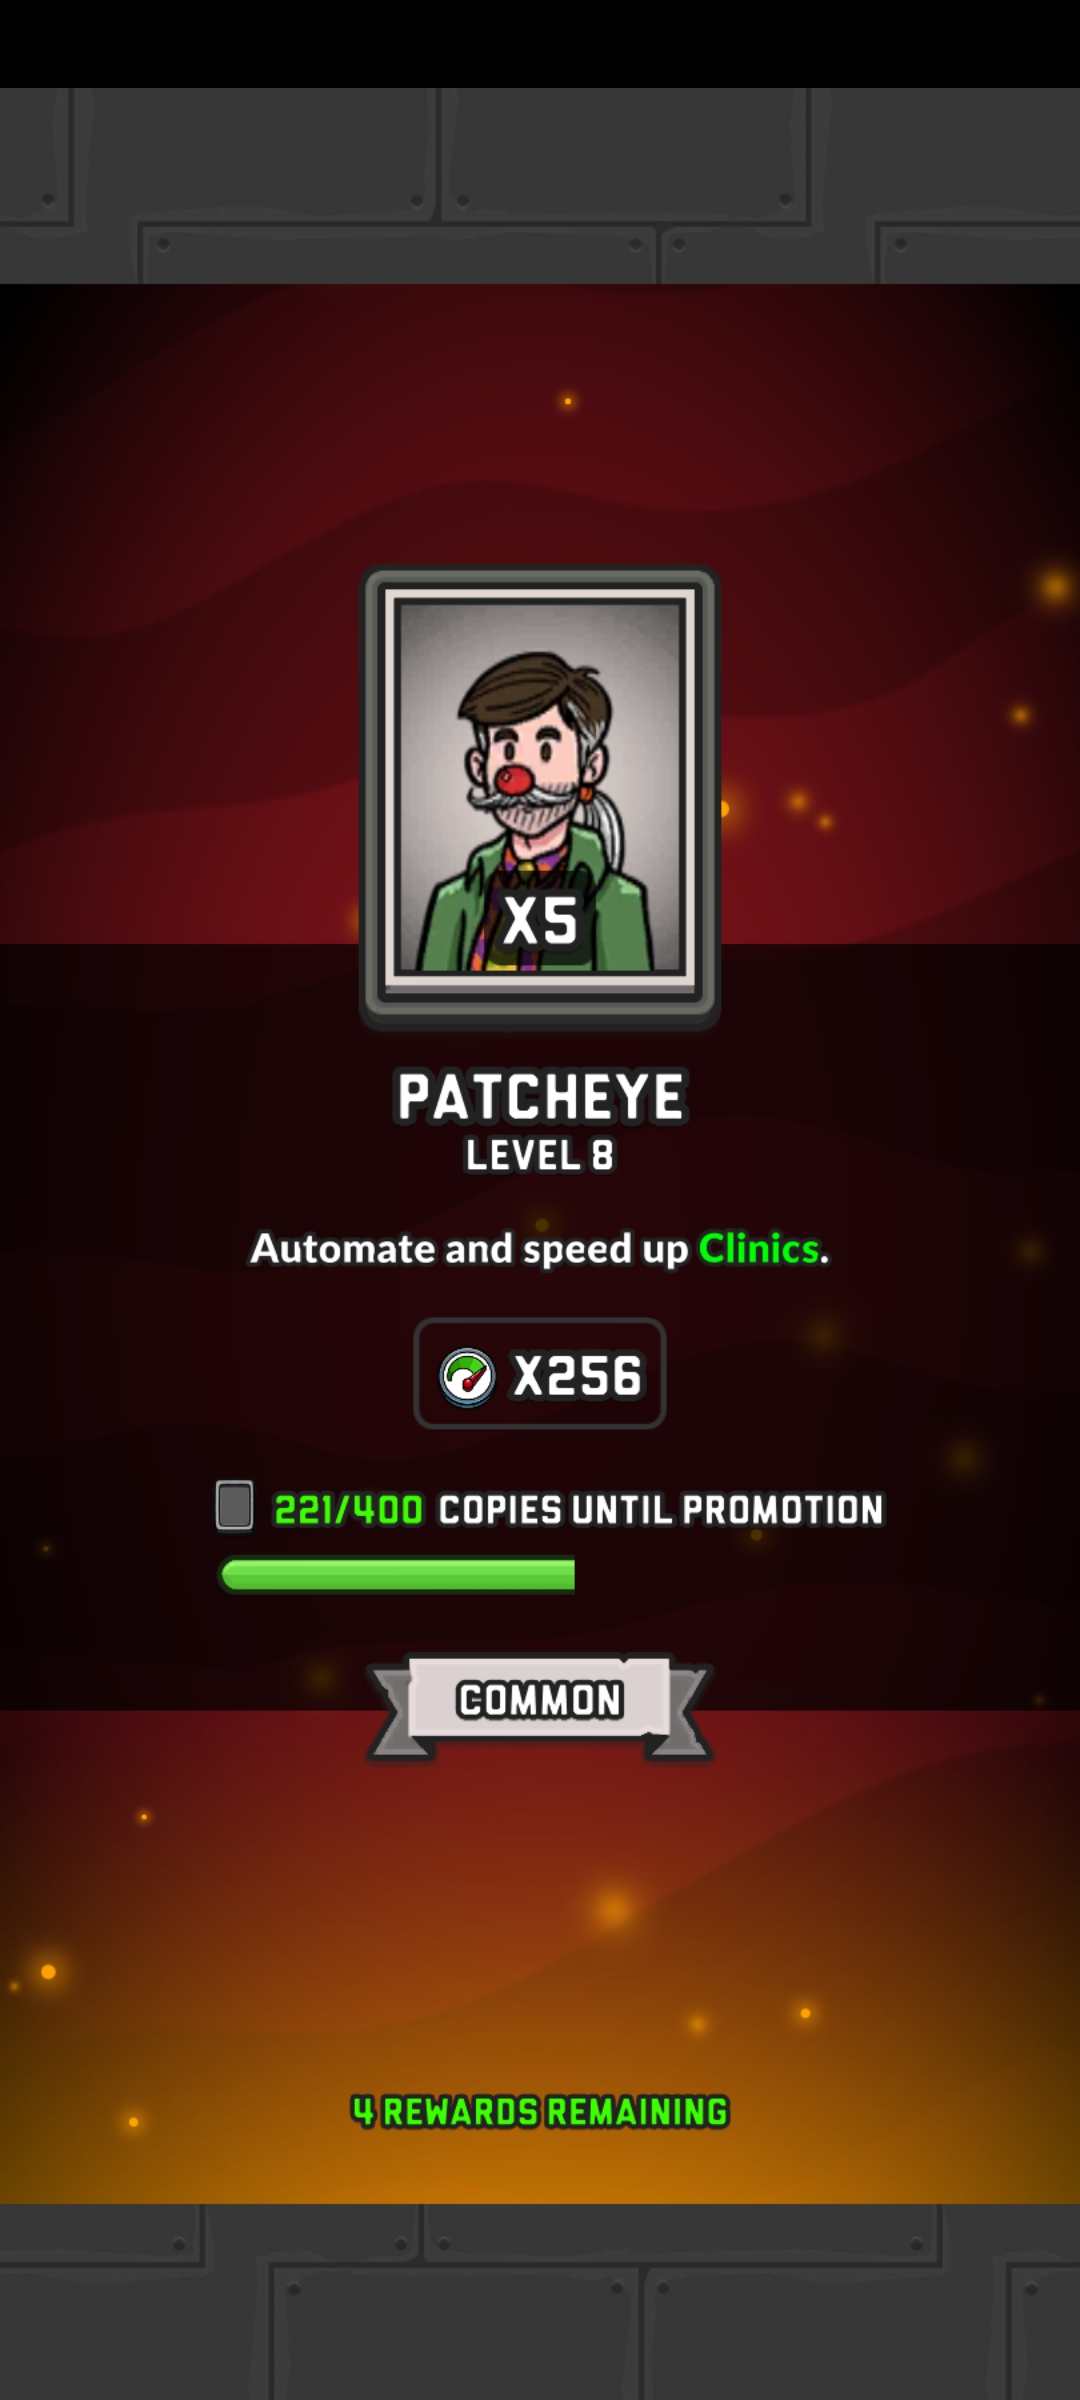 X5
PATCHEYE
LEVEL 8
Automate and speed up Clinics.
X256
221/400 COPIES UNTIL PROMOTION
COMMON
4 REWARDS REMAINING